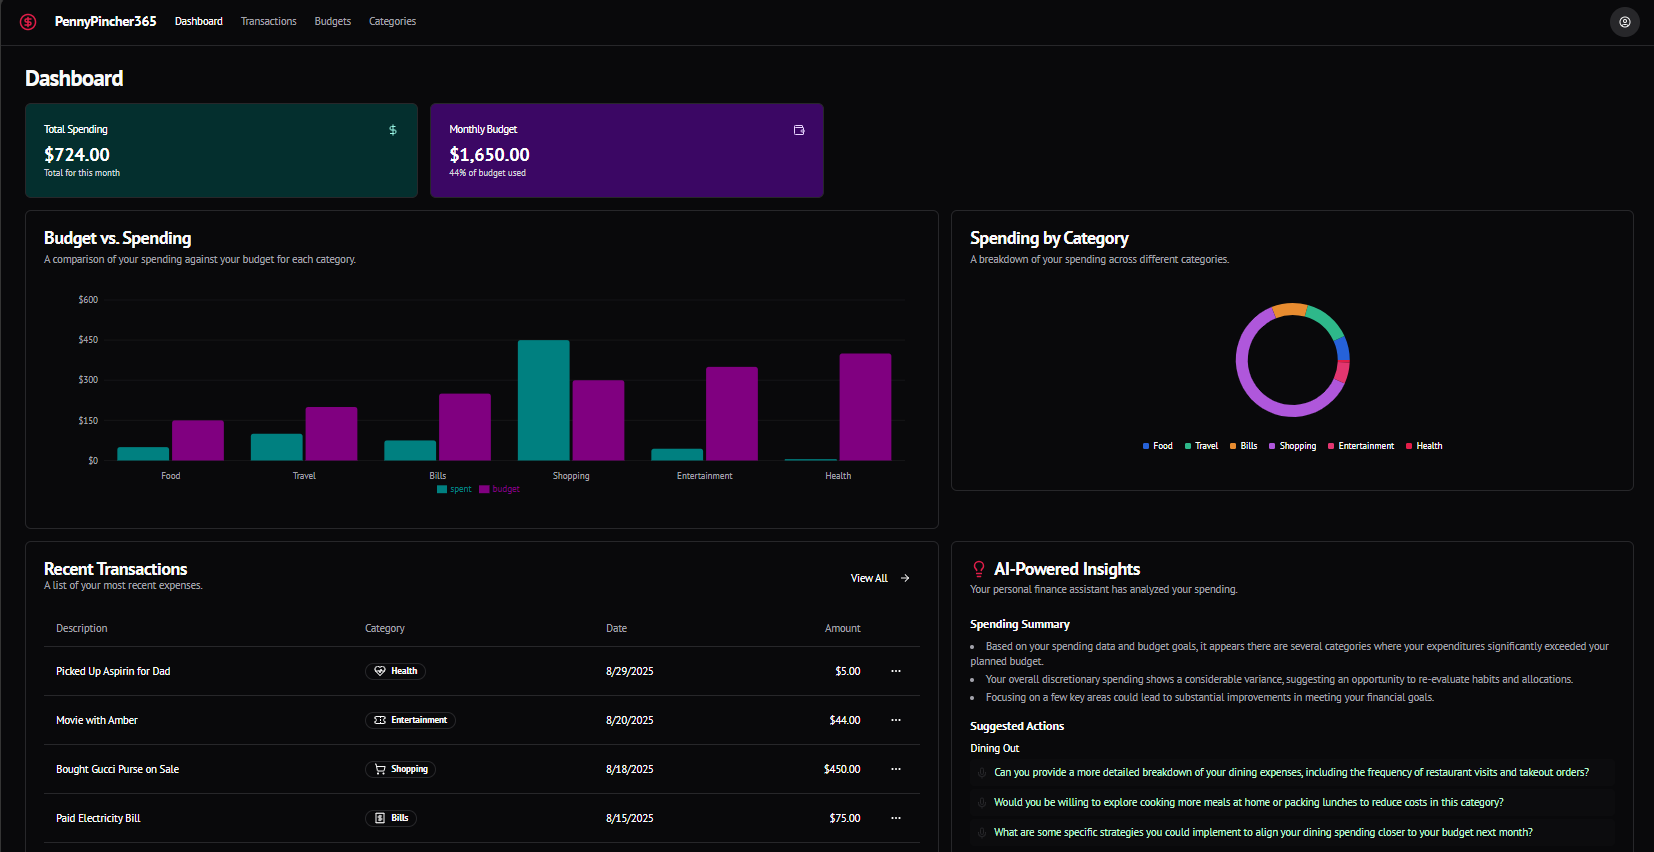 PennyPincher365 Dashboard Transactions Budgets Categories
Dashboard
Total Spending
$724.00
Total for this month
Monthly Budget
$1,650.00
44% of budget used
Budget vs. Spending
A comparison of your spending against your budget for each category.
$600
$450
$300
$150
$0
Food Travel Bills Shopping Entertainment Health
spent budget
Spending by Category
A breakdown of your spending across different categories.
Food Travel Bills Shopping Entertainment Health
Recent Transactions
A list of your most recent expenses.
View All
Description Category Date Amount
Picked Up Aspirin for Dad Health 8/29/2025 $5.00
Movie with Amber Entertainment 8/20/2025 $44.00
Bought Gucci Purse on Sale Shopping 8/18/2025 $450.00
Paid Electricity Bill Bills 8/15/2025 $75.00
AI-Powered Insights
Your personal finance assistant has analyzed your spending.
Spending Summary
• Based on your spending data and budget goals, it appears there are several categories where your expenditures significantly exceeded your
planned budget.
• Your overall discretionary spending shows a considerable variance, suggesting an opportunity to re-evaluate habits and allocations.
• Focusing on a few key areas could lead to substantial improvements in meeting your financial goals.
Suggested Actions
Dining Out
Can you provide a more detailed breakdown of your dining expenses, including the frequency of restaurant visits and takeout orders?
Would you be willing to explore cooking more meals at home or packing lunches to reduce costs in this category?
What are some specific strategies you could implement to align your dining spending closer to your budget next month?